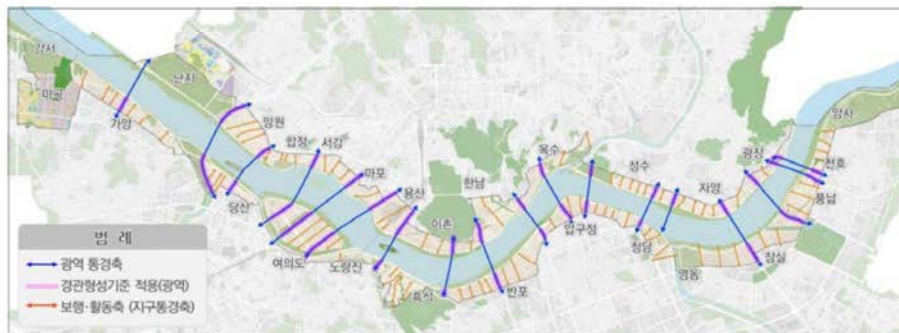 강서
난지
마곡
가양
망원
합정
서강
마포
당산
용산
한남
옥수
성수
자양
광장
암사
천호
풍납
이촌
압구정
청담
영동
잠실
여의도
노량진
흑석
반포
범 례
광역 통경축
경관형성기준 적용(광역)
보행·활동축 (지구통경축)